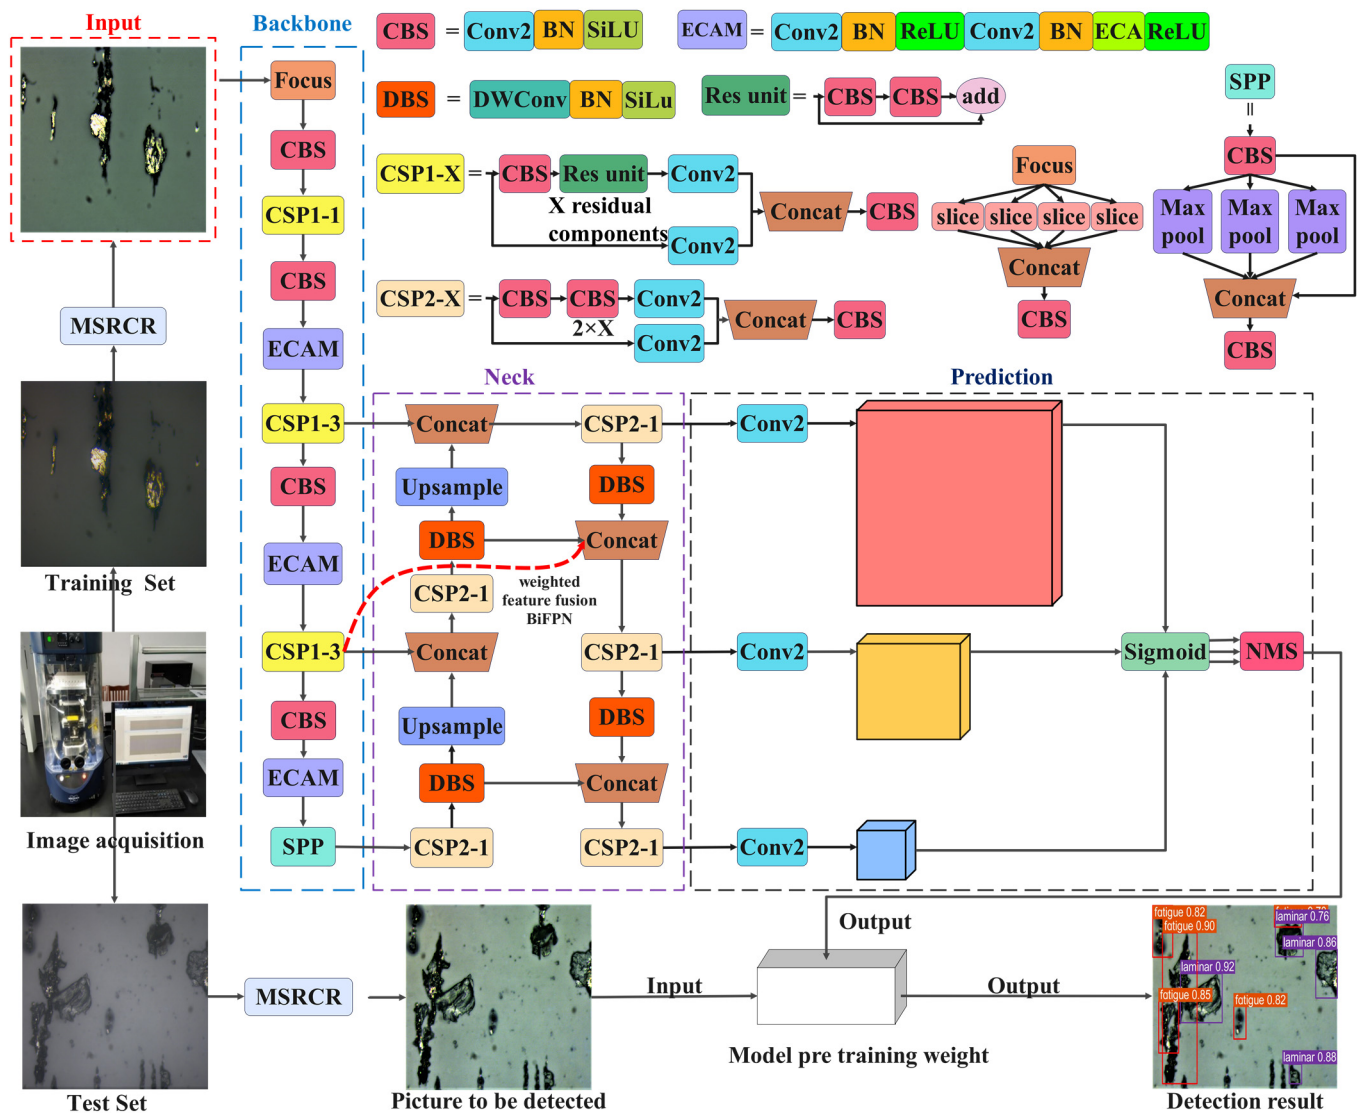 Input
Backbone
CBS = Conv2 BN SiLU
ECAM = Conv2 BN ReLU Conv2 BN ECA ReLU
DBS = DWConv BN SiLu
Res unit = CBS CBS add
SPP
=
CBS
Max pool
Max pool
Max pool
Concat
CBS
CSP1-X = CBS Res unit Conv2
X residual
components
Conv2
Concat
CBS
Focus
slice slice slice slice
Concat
CBS
CSP2-X = CBS CBS Conv2
2×X
Conv2
Concat
CBS
Focus
CBS
CSP1-1
CBS
ECAM
CSP1-3
CBS
ECAM
CSP1-3
CBS
ECAM
SPP
MSRCR
Training Set
Image acquisition
Neck
Concat
Upsample
DBS
CSP2-1
Concat
Upsample
DBS
CSP2-1
CSP2-1
DBS
Concat
weighted
feature fusion
BiFPN
CSP2-1
DBS
Concat
CSP2-1
Prediction
Conv2
Conv2
Conv2
Sigmoid
NMS
Test Set
MSRCR
Picture to be detected
Input
Output
Model pre training weight
Output
fatigue 0.82
fatigue 0.90
laminar 0.76
laminar 0.86
laminar 0.92
fatigue 0.85
fatigue 0.82
laminar 0.88
Detection result